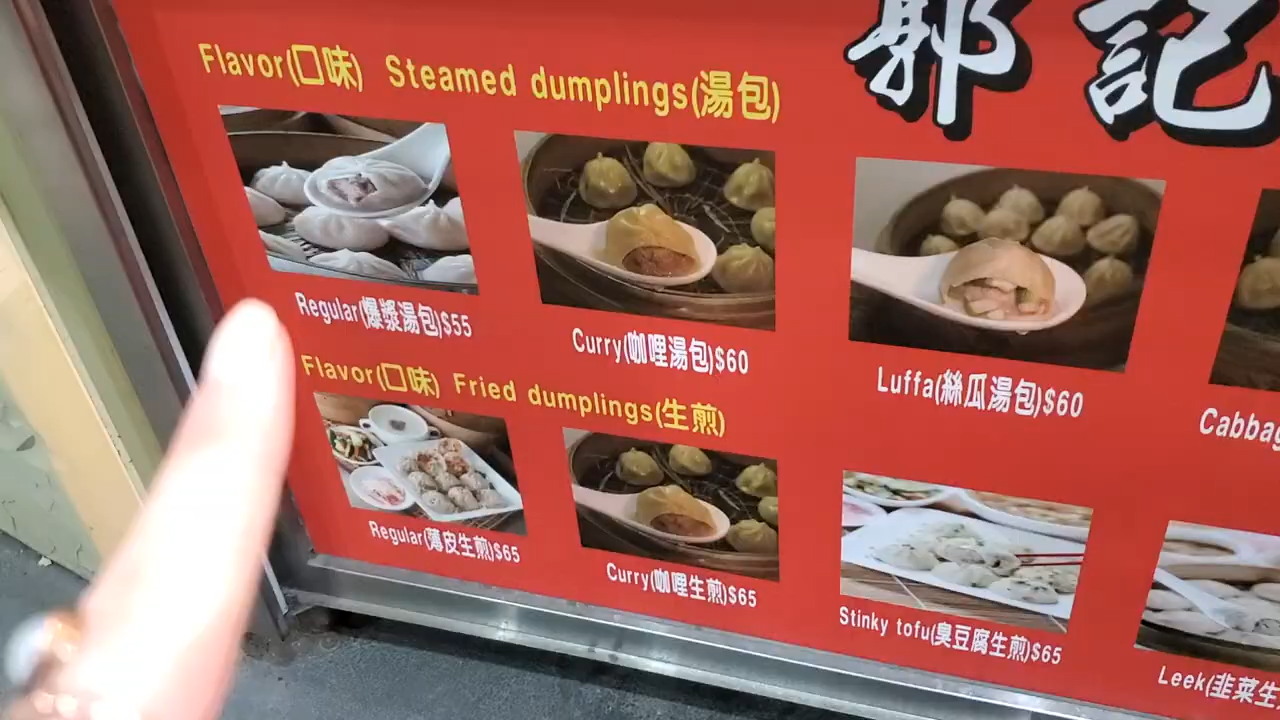 郭記
Flavor(口味) Steamed dumplings(湯包)
Regular(爆漿湯包)$55
Curry(咖哩湯包)$60
Luffa(絲瓜湯包)$60
Cabbag
Flavor(口味) Fried dumplings(生煎)
Regular(薄皮生煎)$65
Curry(咖哩生煎)$65
Stinky tofu(臭豆腐生煎)$65
Leek(韭菜生